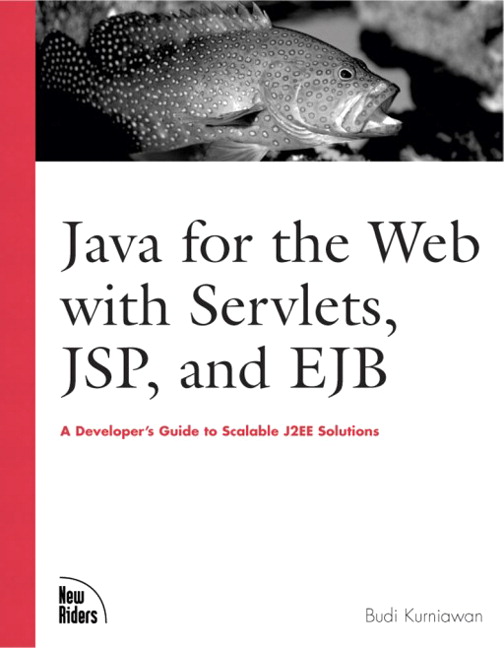 Java for the Web
with Servlets,
JSP, and EJB
A Developer's Guide to Scalable J2EE Solutions
New
Riders
Budi Kurniawan